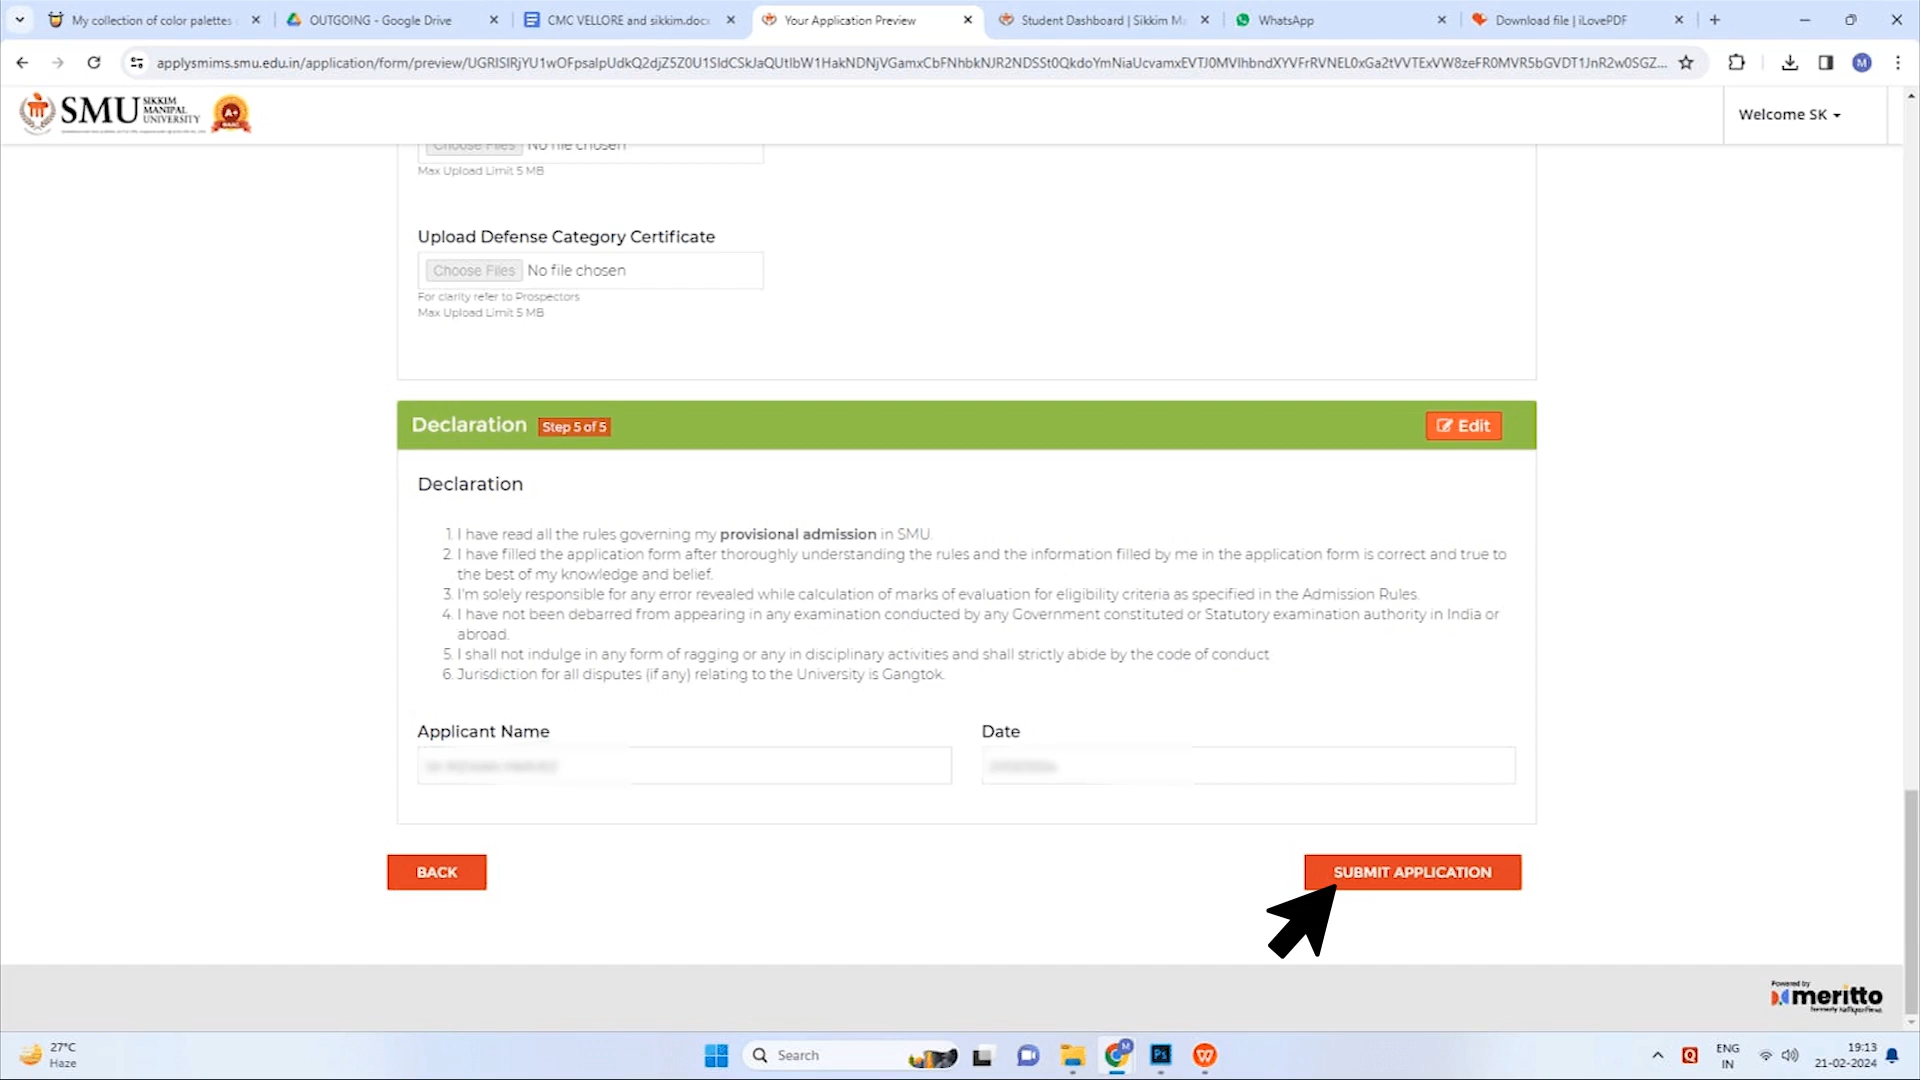 My collection of color palettes
OUTGOING - Google Drive
CMC VELLORE and sikkim.docx
Your Application Preview
Student Dashboard | Sikkim M
WhatsApp
Download file | iLovePDF
SMU SIKKIM MANIPAL UNIVERSITY
A+
Welcome SK
Choose Files No file chosen
Max Upload Limit 5 MB
Upload Defense Category Certificate
Choose Files No file chosen
For clarity refer to Prospectors
Max Upload Limit 5 MB
Declaration Step 5 of 5
Edit
Declaration
1. I have read all the rules governing my provisional admission in SMU.
2. I have filled the application form after thoroughly understanding the rules and the information filled by me in the application form is correct and true to
the best of my knowledge and belief.
3. I'm solely responsible for any error revealed while calculation of marks of evaluation for eligibility criteria as specified in the Admission Rules.
4. I have not been debarred from appearing in any examination conducted by any Government constituted or Statutory examination authority in India or
abroad.
5. I shall not indulge in any form of ragging or any in disciplinary activities and shall strictly abide by the code of conduct
6. Jurisdiction for all disputes (if any) relating to the University is Gangtok.
Applicant Name
Date
BACK
SUBMIT APPLICATION
Powered by
meritto
27°C
Haze
Search
ENG
IN
19:13
21-02-2024